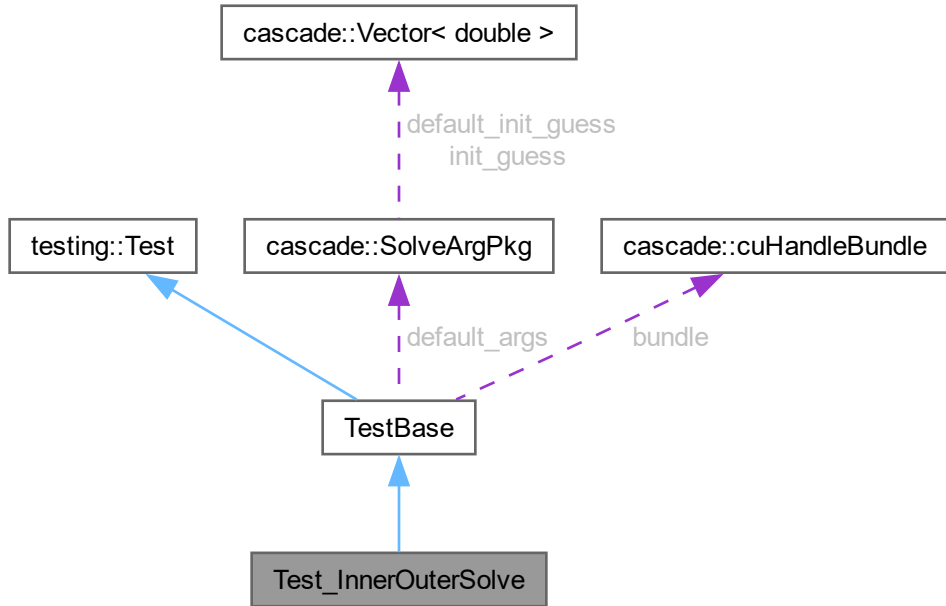 cascade::Vector< double >
default_init_guess
init_guess
testing::Test
cascade::SolveArgPkg
cascade::cuHandleBundle
default_args
bundle
TestBase
Test_InnerOuterSolve